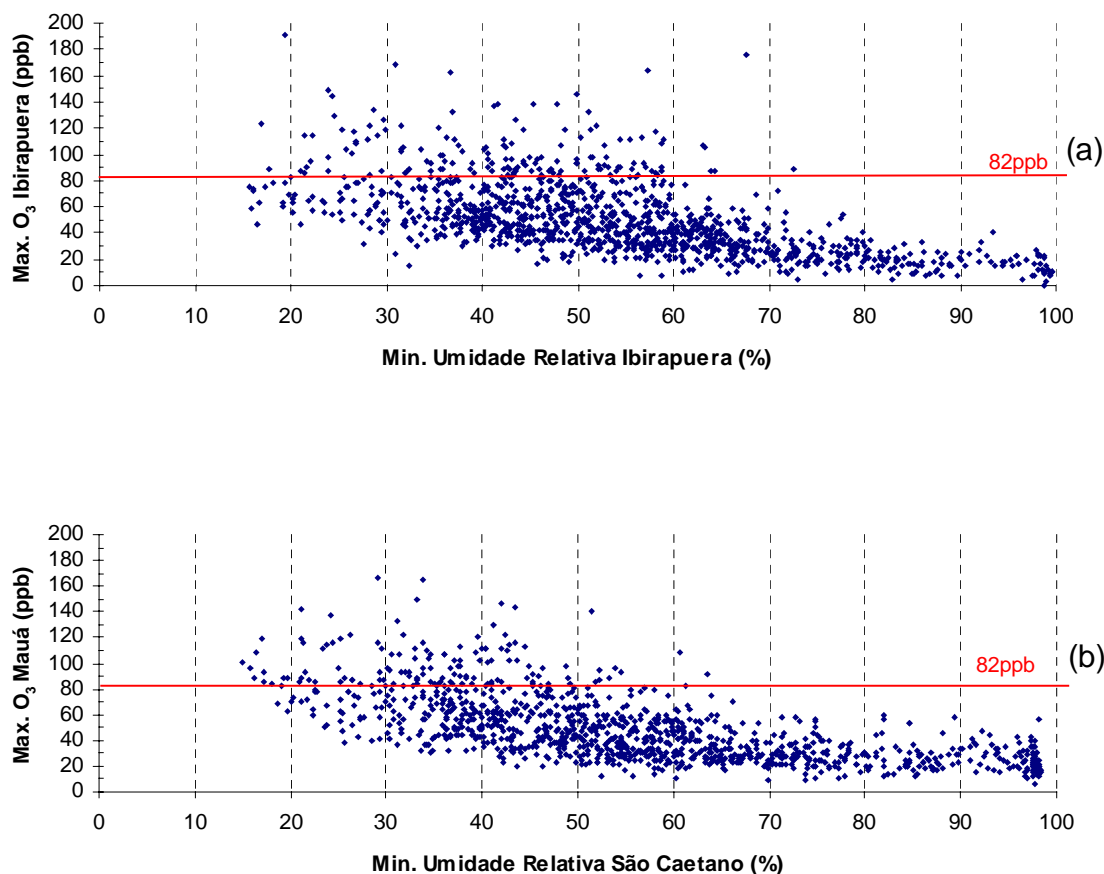 200
180
160
140
120
100
80
60
40
20
0
Max. O3 Ibirapuera (ppb)
82ppb
(a)
0 10 20 30 40 50 60 70 80 90 100
Min. Umidade Relativa Ibirapuera (%)
200
180
160
140
120
100
80
60
40
20
0
Max. O3 Mauá (ppb)
82ppb
(b)
0 10 20 30 40 50 60 70 80 90 100
Min. Umidade Relativa São Caetano (%)